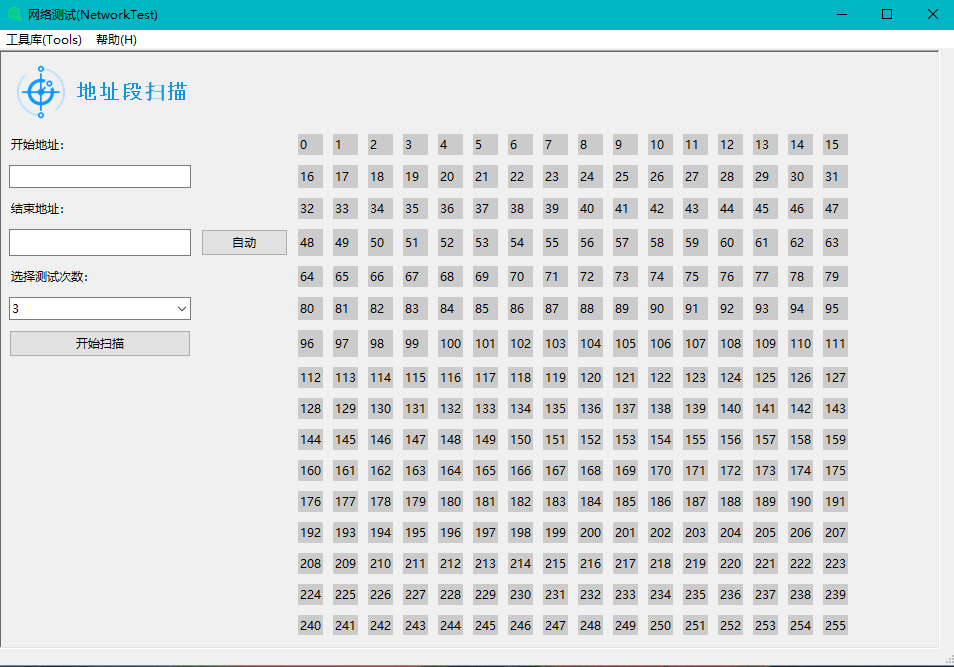 网络测试(NetworkTest)
工具库(Tools) 帮助(H)
地址段扫描
开始地址:
结束地址:
自动
选择测试次数:
3
开始扫描
0 1 2 3 4 5 6 7 8 9 10 11 12 13 14 15
16 17 18 19 20 21 22 23 24 25 26 27 28 29 30 31
32 33 34 35 36 37 38 39 40 41 42 43 44 45 46 47
48 49 50 51 52 53 54 55 56 57 58 59 60 61 62 63
64 65 66 67 68 69 70 71 72 73 74 75 76 77 78 79
80 81 82 83 84 85 86 87 88 89 90 91 92 93 94 95
96 97 98 99 100 101 102 103 104 105 106 107 108 109 110 111
112 113 114 115 116 117 118 119 120 121 122 123 124 125 126 127
128 129 130 131 132 133 134 135 136 137 138 139 140 141 142 143
144 145 146 147 148 149 150 151 152 153 154 155 156 157 158 159
160 161 162 163 164 165 166 167 168 169 170 171 172 173 174 175
176 177 178 179 180 181 182 183 184 185 186 187 188 189 190 191
192 193 194 195 196 197 198 199 200 201 202 203 204 205 206 207
208 209 210 211 212 213 214 215 216 217 218 219 220 221 222 223
224 225 226 227 228 229 230 231 232 233 234 235 236 237 238 239
240 241 242 243 244 245 246 247 248 249 250 251 252 253 254 255